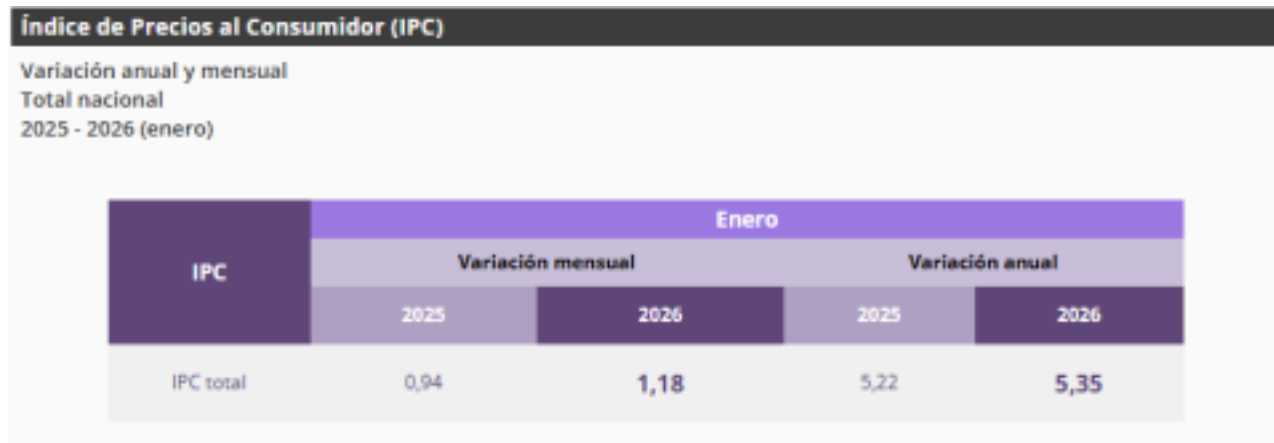 Índice de Precios al Consumidor (IPC)
Variación anual y mensual
Total nacional
2025 - 2026 (enero)
IPC
Enero
Variación mensual Variación anual
2025 2026 2025 2026
IPC total 0,94 1,18 5,22 5,35